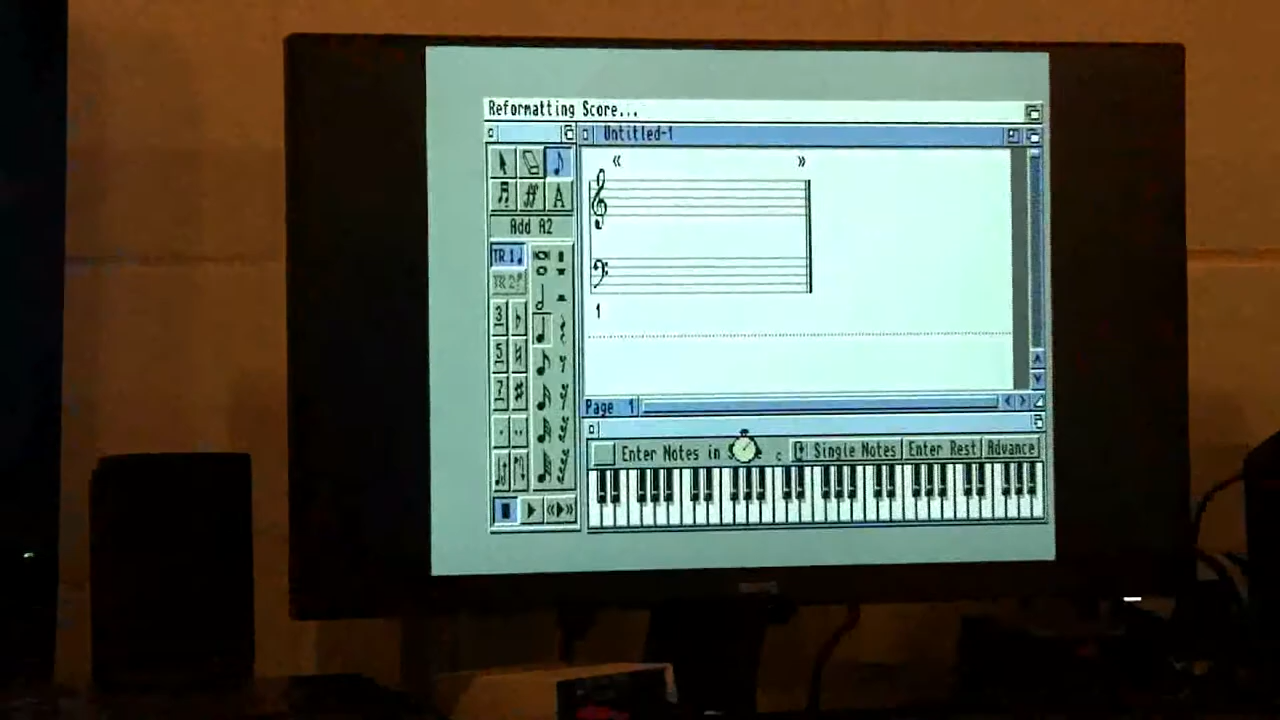 Reformatting Score...
Untitled-1
«
»
A
Add A2
TR 1
TR 2
3
5
7
1
Page 1
Enter Notes in
c
Single Notes
Enter Rest
Advance